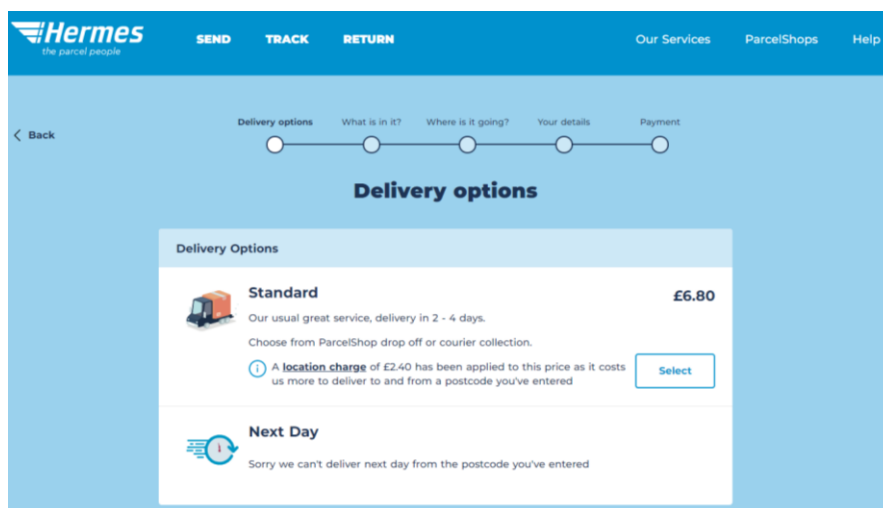 Hermes
the parcel people
SEND TRACK RETURN Our Services ParcelShops Help
Back
Delivery options What is in it? Where is it going? Your details Payment
Delivery options
Delivery Options
Standard £6.80
Our usual great service, delivery in 2 - 4 days.
Choose from ParcelShop drop off or courier collection.
A location charge of £2.40 has been applied to this price as it costs
us more to deliver to and from a postcode you've entered
Select
Next Day
Sorry we can't deliver next day from the postcode you've entered